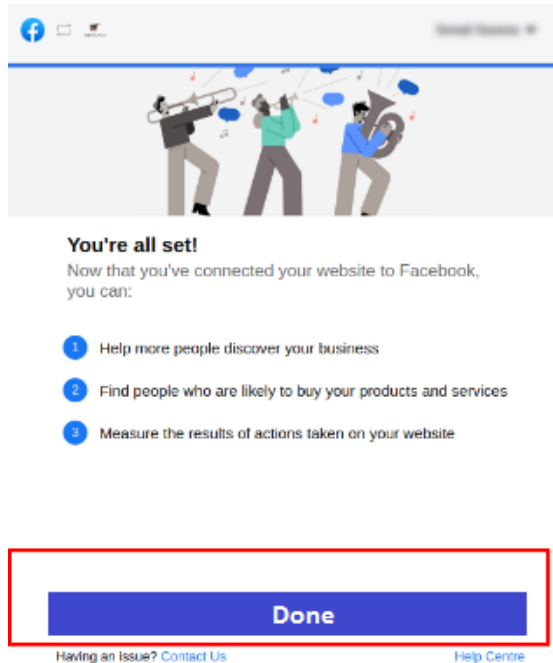 You're all set!
Now that you've connected your website to Facebook,
you can:
1 Help more people discover your business
2 Find people who are likely to buy your products and services
3 Measure the results of actions taken on your website
Done
Having an issue? Contact Us Help Centre